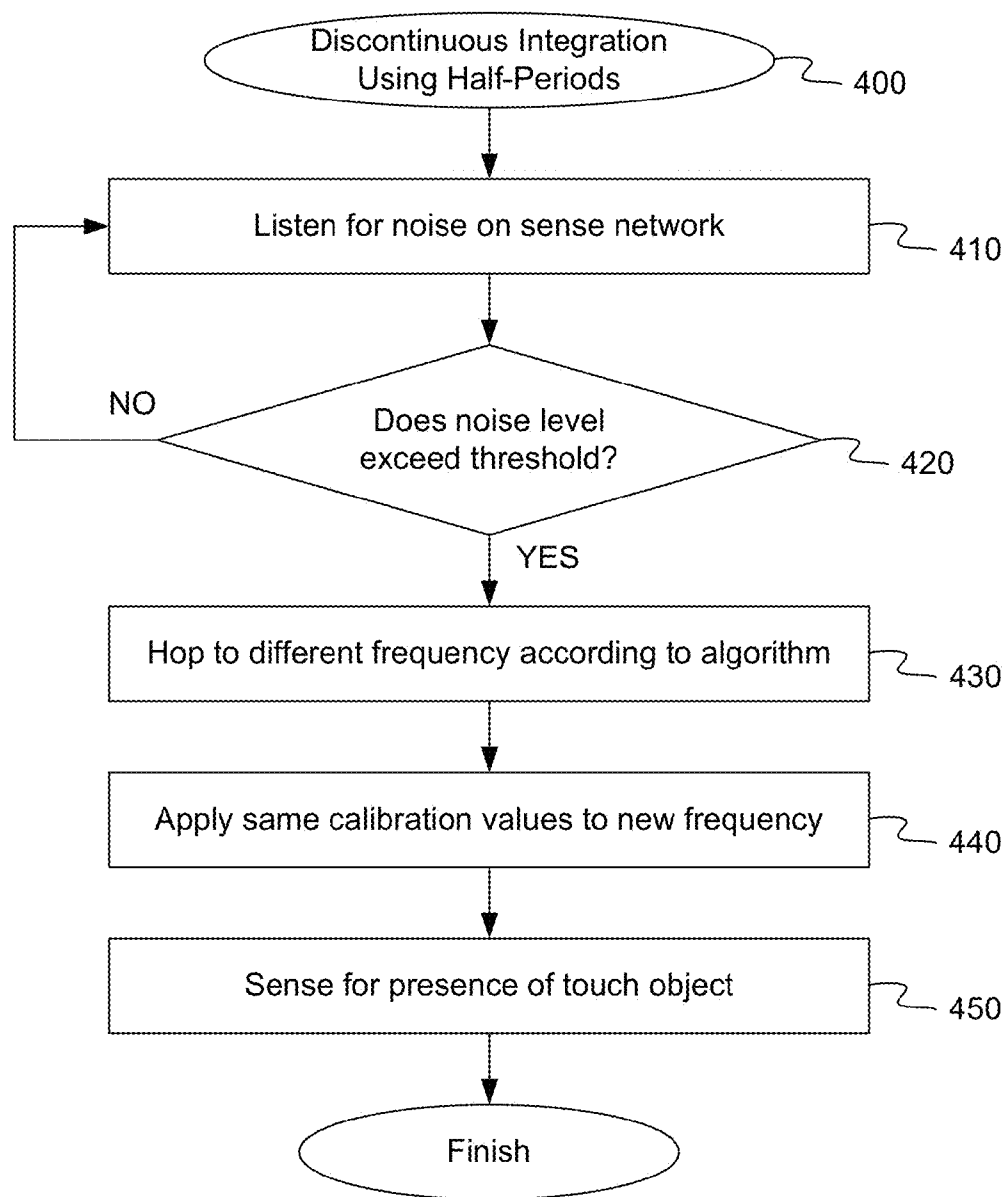 Discontinuous Integration
Using Half-Periods
400
Listen for noise on sense network
410
NO
Does noise level
exceed threshold?
420
YES
Hop to different frequency according to algorithm
430
Apply same calibration values to new frequency
440
Sense for presence of touch object
450
Finish